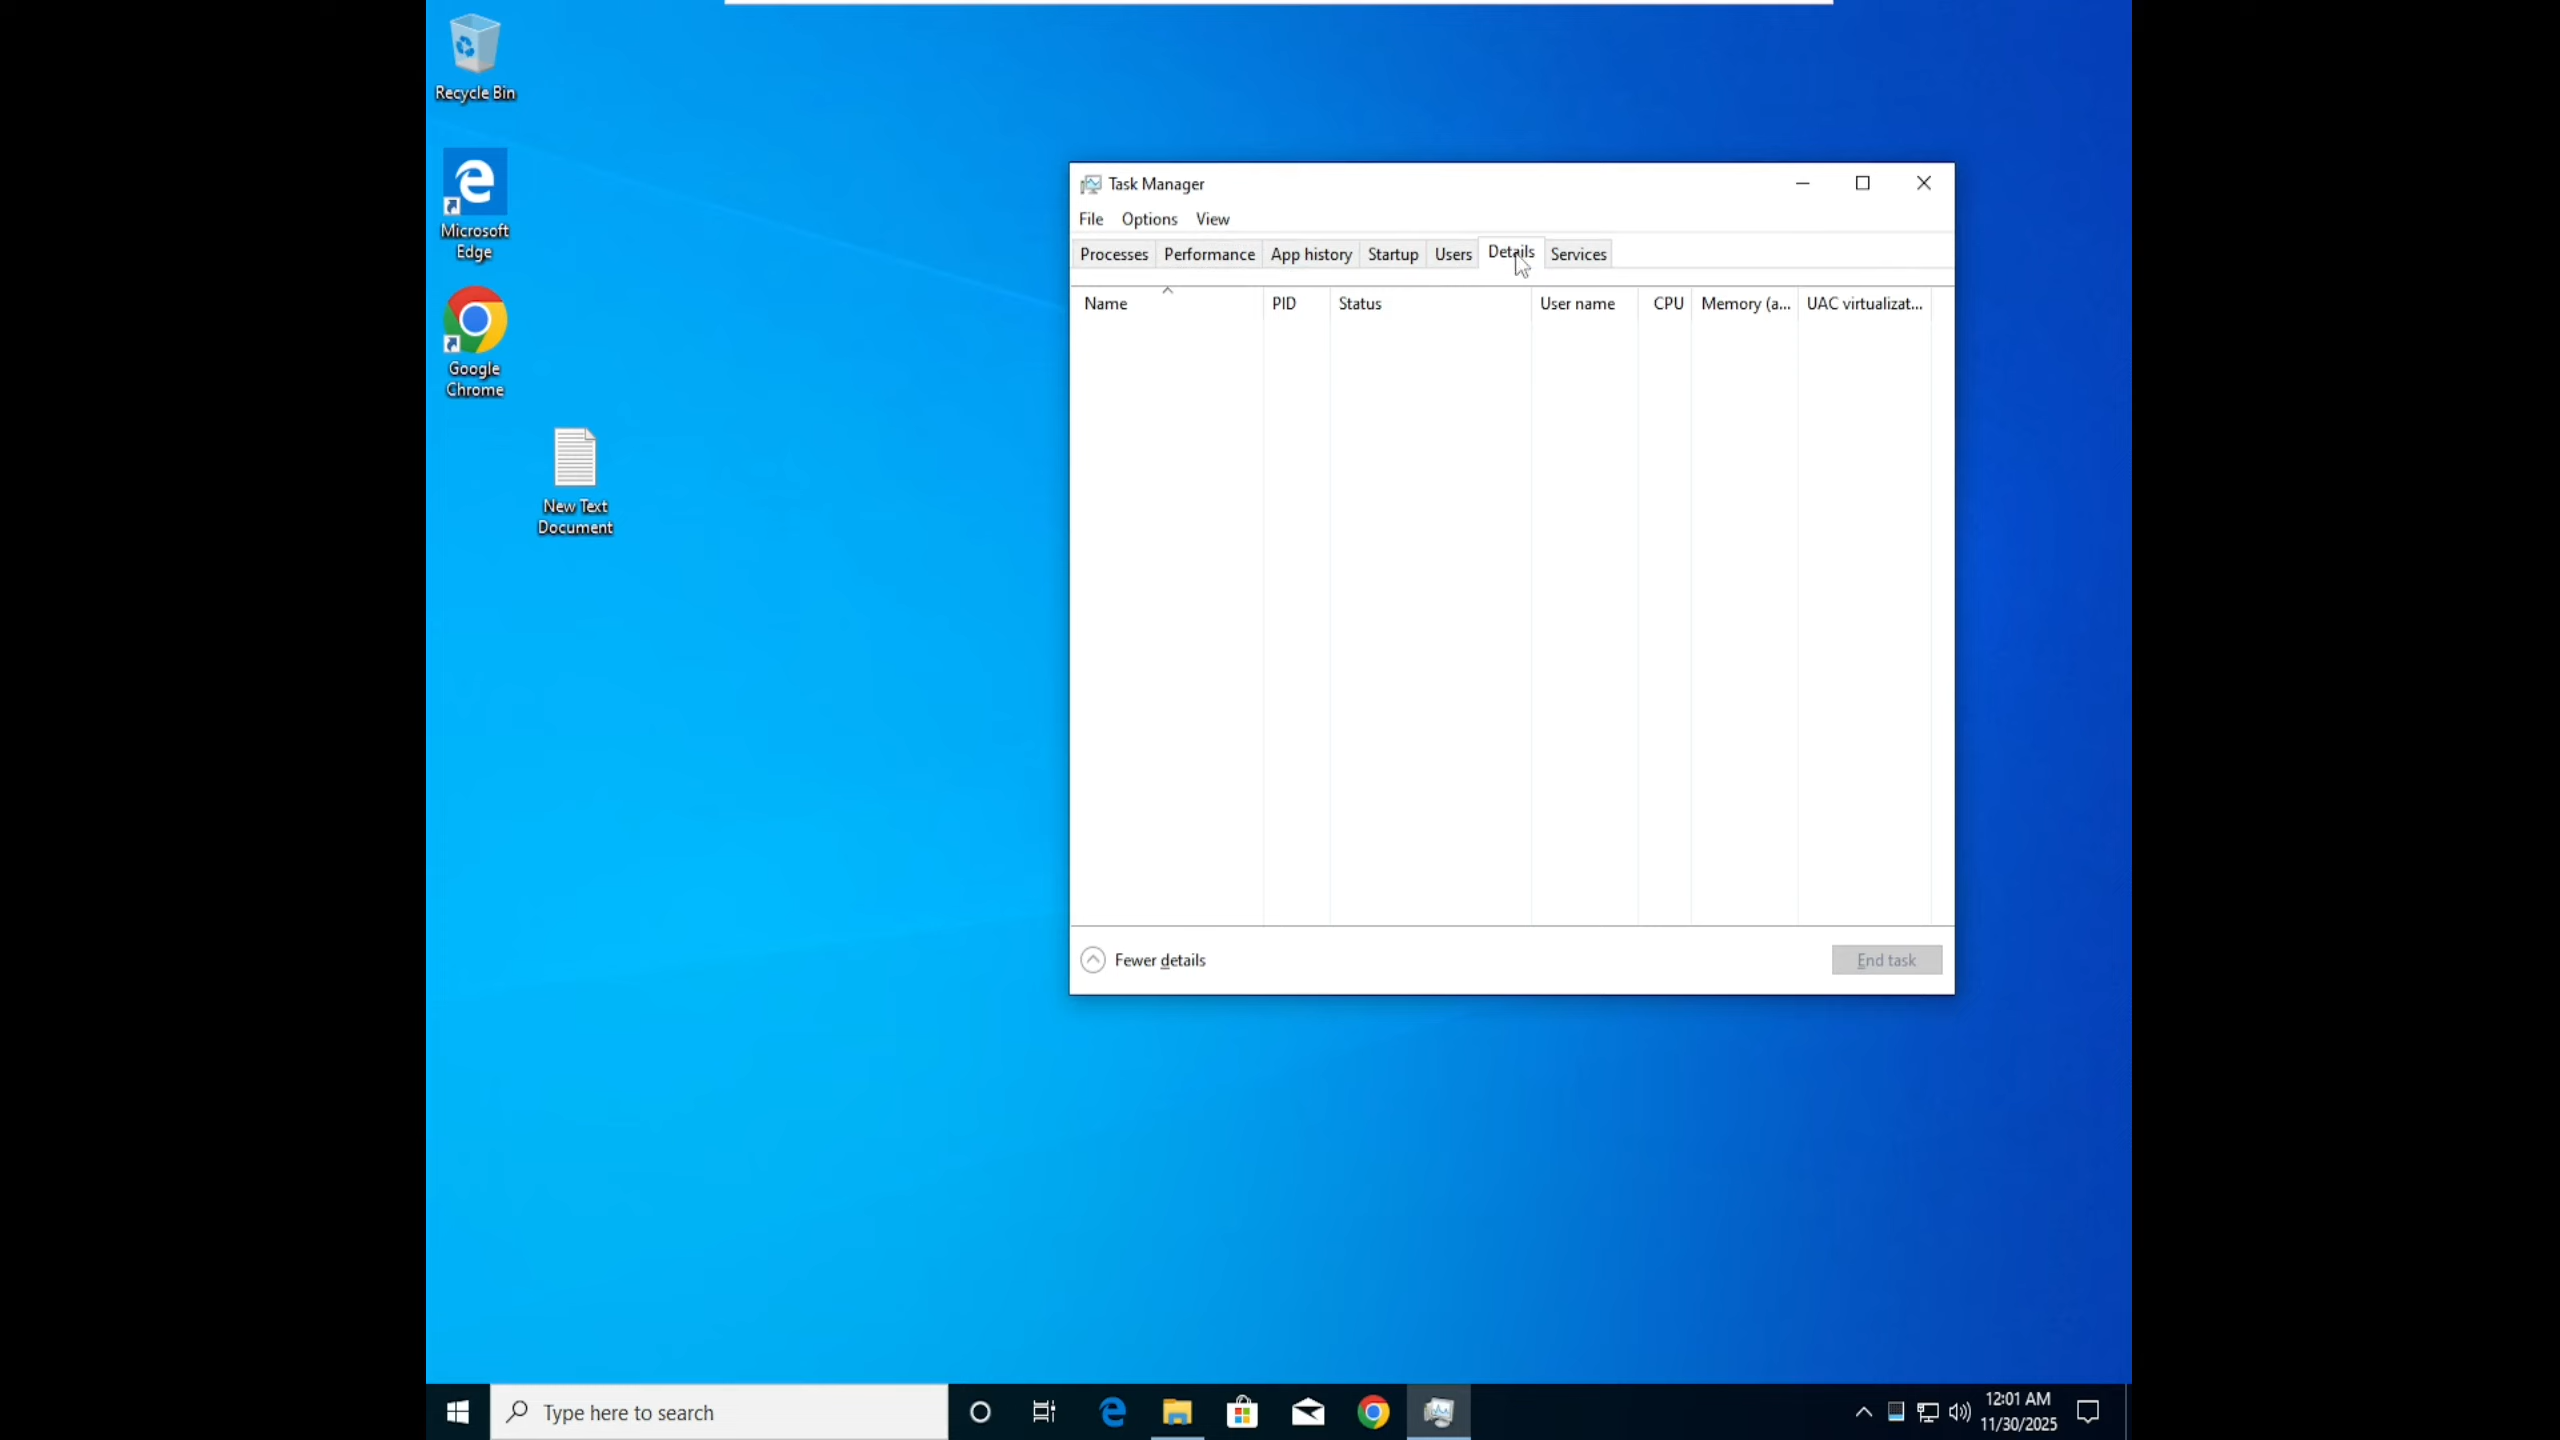 Recycle Bin
Microsoft
Edge
Google
Chrome
New Text
Document
Task Manager
File Options View
Processes Performance App history Startup Users Details Services
Name PID Status User name CPU Memory (a... UAC virtualizat...
Fewer details End task
Type here to search
12:01 AM
11/30/2025